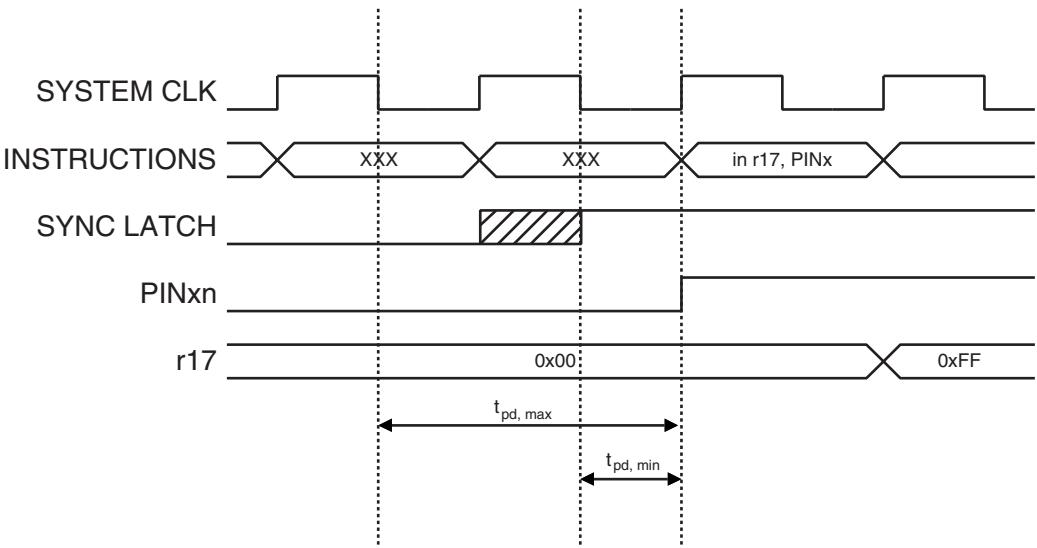 SYSTEM CLK
INSTRUCTIONS XXX XXX in r17, PINx
SYNC LATCH
PINxn
r17 0x00 0xFF
tpd, max
tpd, min